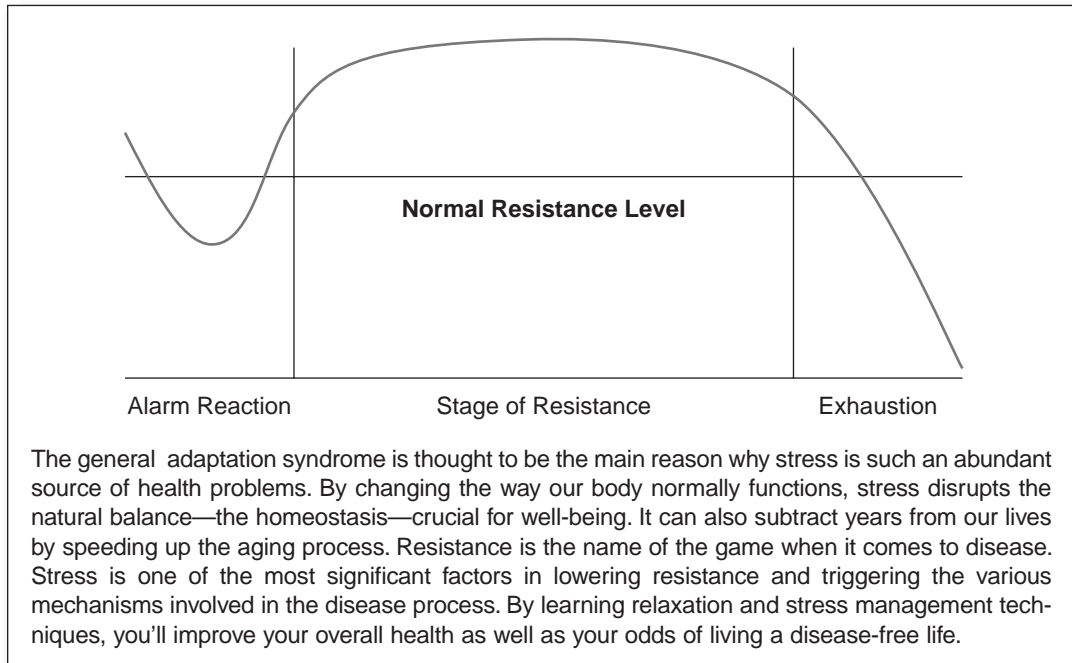 Normal Resistance Level
Alarm Reaction Stage of Resistance Exhaustion
The general adaptation syndrome is thought to be the main reason why stress is such an abundant
source of health problems. By changing the way our body normally functions, stress disrupts the
natural balance—the homeostasis—crucial for well-being. It can also subtract years from our lives
by speeding up the aging process. Resistance is the name of the game when it comes to disease.
Stress is one of the most significant factors in lowering resistance and triggering the various
mechanisms involved in the disease process. By learning relaxation and stress management tech-
niques, you’ll improve your overall health as well as your odds of living a disease-free life.